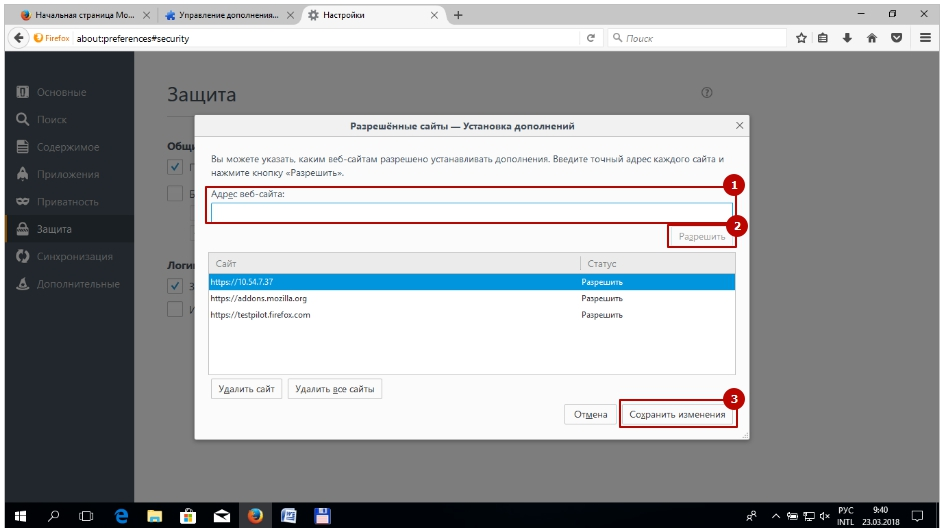 Начальная страница Mo...
Управление дополнения...
Настройки
Firefox
about:preferences#security
Поиск
Основные
Поиск
Содержимое
Приложения
Приватность
Защита
Синхронизация
Дополнительные
Защита
Общи
П
Б
Логи
З
И
Разрешённые сайты — Установка дополнений
Вы можете указать, каким веб-сайтам разрешено устанавливать дополнения. Введите точный адрес каждого сайта и
нажмите кнопку «Разрешить».
Адрес веб-сайта:
1
2
Разрешить
Сайт Статус
https://10.54.7.37 Разрешить
https://addons.mozilla.org Разрешить
https://testpilot.firefox.com Разрешить
Удалить сайт
Удалить все сайты
3
Отмена
Сохранить изменения
РУС
INTL
9:40
23.03.2018